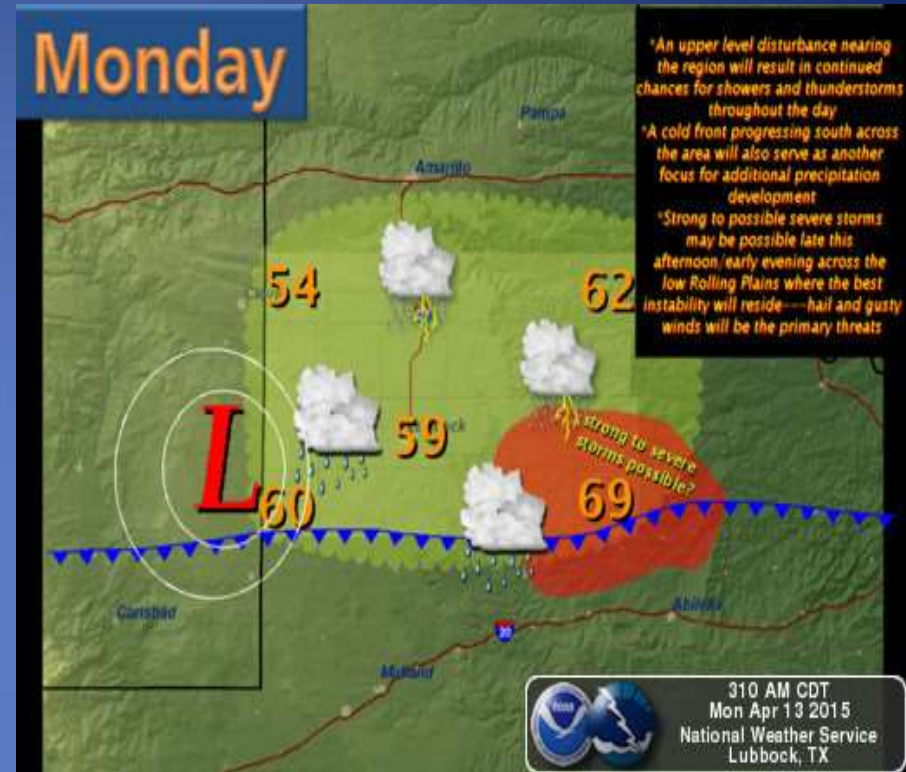 Monday
*An upper level disturbance nearing
the region will result in continued
chances for showers and thunderstorms
throughout the day
*A cold front progressing south across
the area will also serve as another
focus for additional precipitation
development
*Strong to possible severe storms
may be possible late this
afternoon/early evening across the
low Rolling Plains where the best
instability will reside---hail and gusty
winds will be the primary threats
Pampa
Amarillo
54
62
59
L
60
strong to severe
storms possible?
69
Carlsbad
Abilene
20
Midland
310 AM CDT
Mon Apr 13 2015
National Weather Service
Lubbock, TX